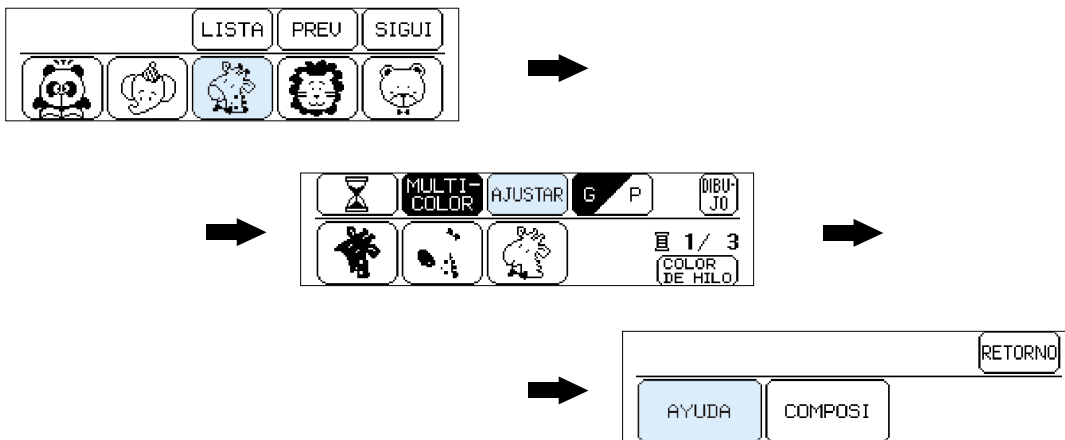 LISTA PREV SIGUI
MULTI-
COLOR
AJUSTAR
G P
DIBU-
JO
1/ 3
COLOR
DE HILO
RETORNO
AYUDA COMPOSI